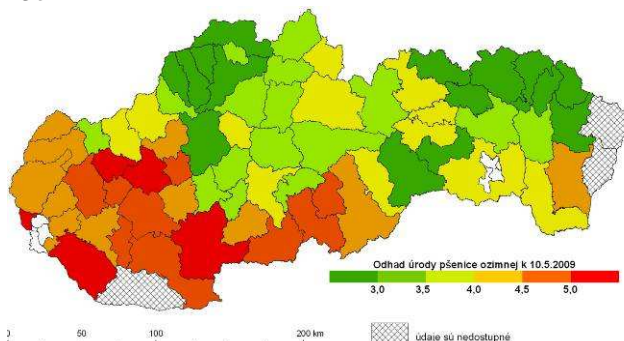 Odhad úrody pšenice ozimnej k 10.5.2009
3,0 3,5 4,0 4,5 5,0
0 50 100 200 km
údaje sú nedostupné